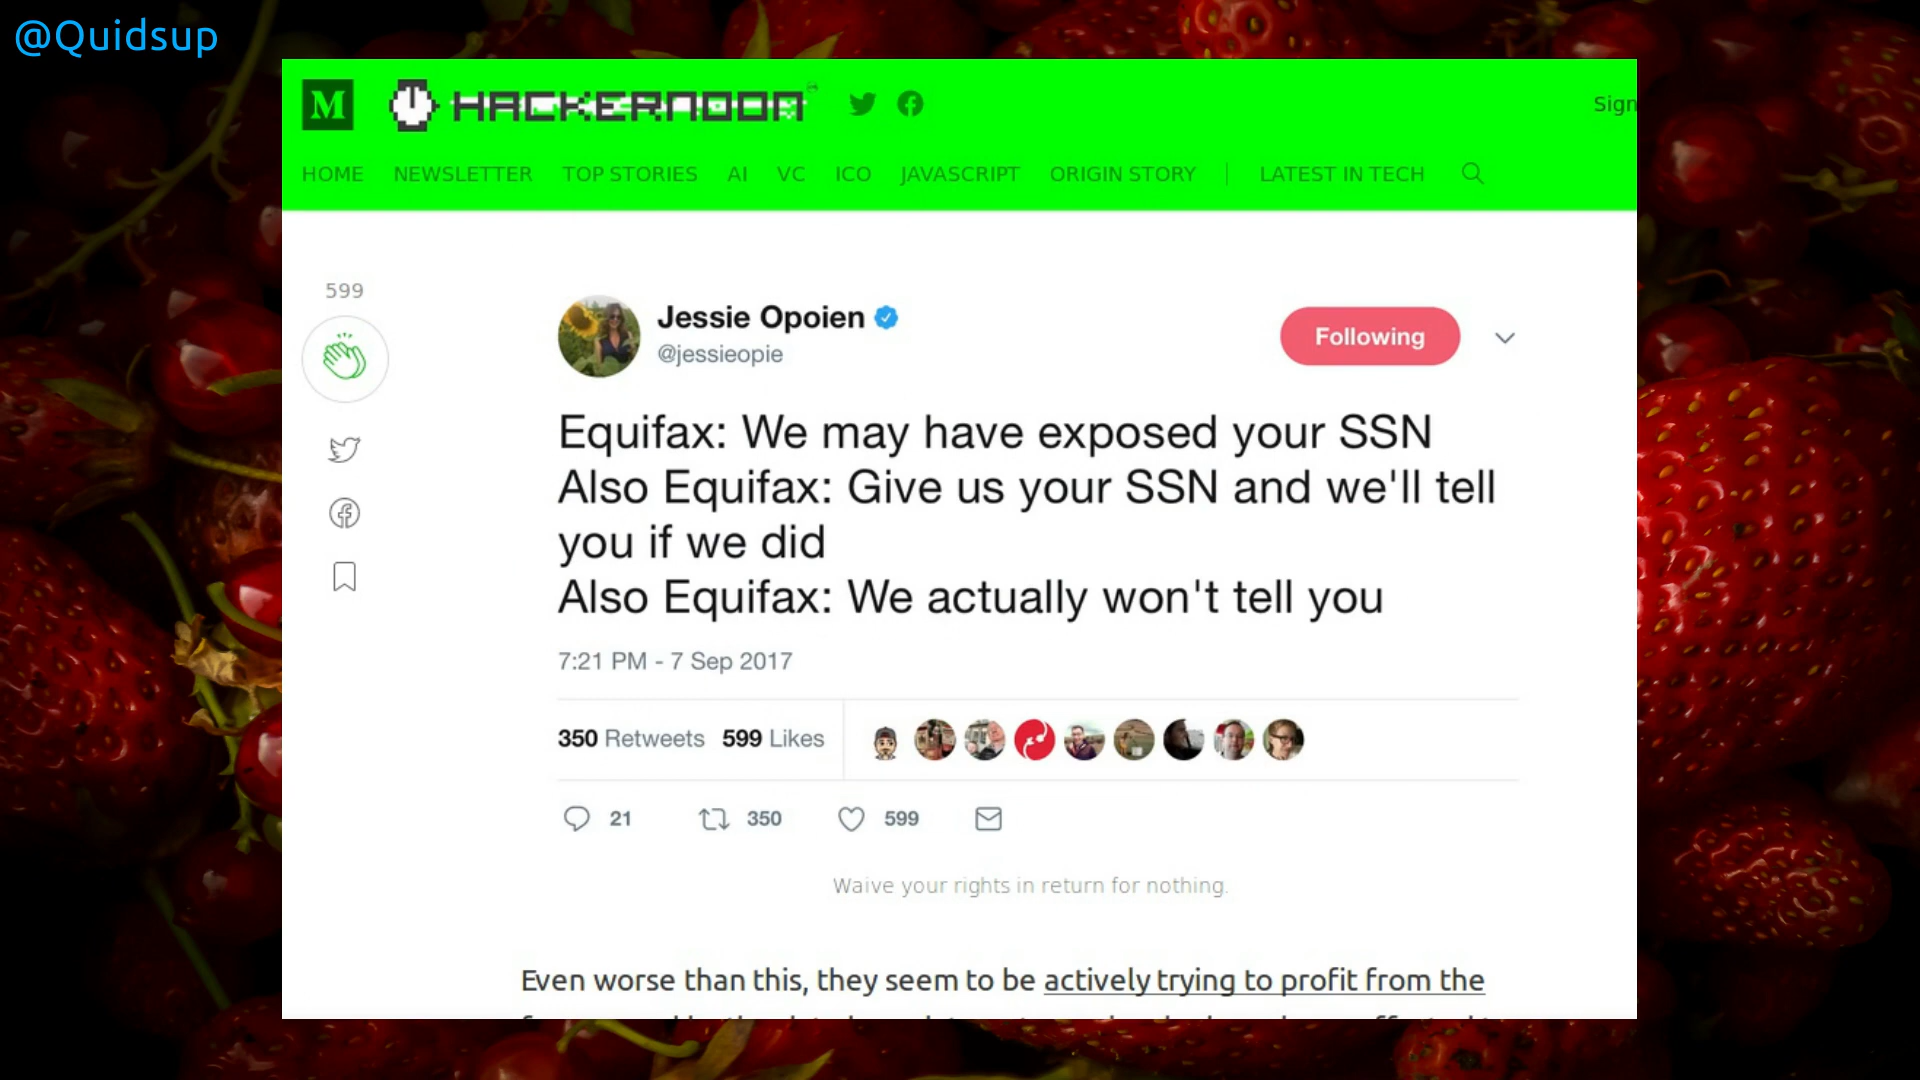 @Quidsup
M HACKERNOON
Sign
HOME NEWSLETTER TOP STORIES AI VC ICO JAVASCRIPT ORIGIN STORY | LATEST IN TECH
599
Jessie Opoien
@jessieopie
Following
Equifax: We may have exposed your SSN
Also Equifax: Give us your SSN and we'll tell
you if we did
Also Equifax: We actually won't tell you
7:21 PM - 7 Sep 2017
350 Retweets 599 Likes
21 350 599
Waive your rights in return for nothing.
Even worse than this, they seem to be actively trying to profit from the